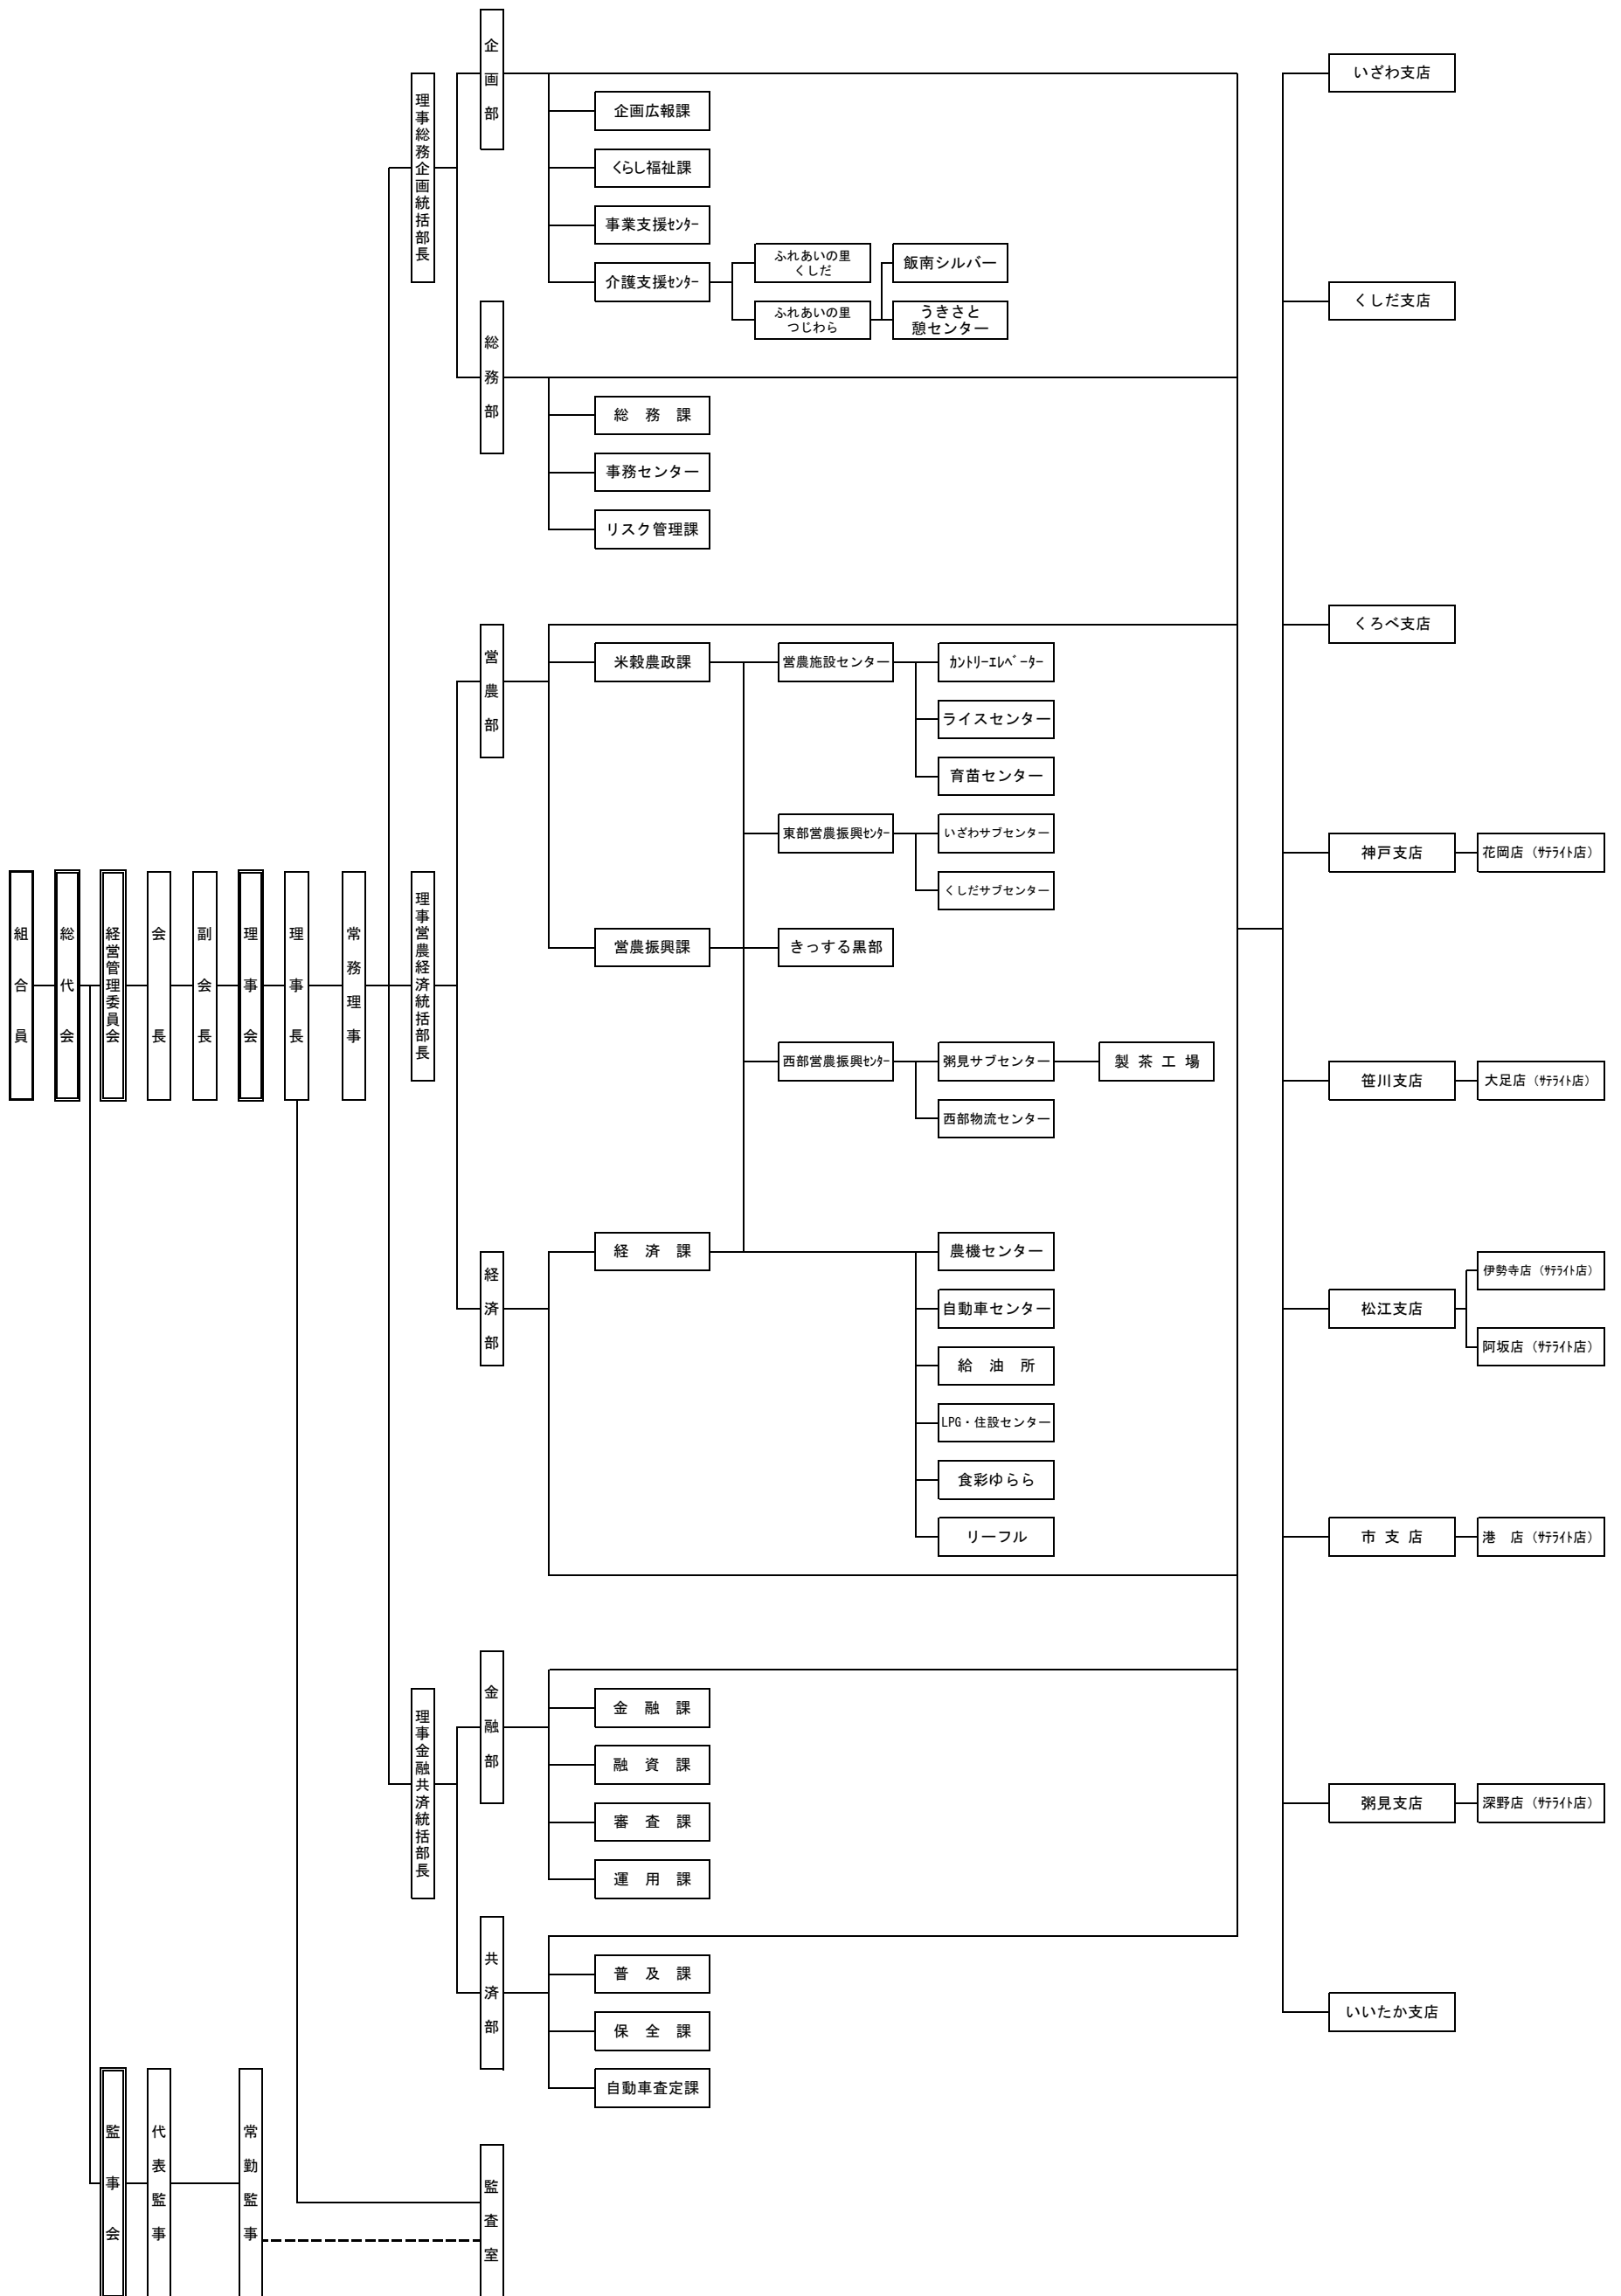 組合員
総代会
経営管理委員会
会長
副会長
理事会
理事長
常務理事
理事総務企画統括部長
企画部
企画広報課
くらし福祉課
事業支援ｾﾝﾀｰ
介護支援ｾﾝﾀｰ
ふれあいの里
くしだ
ふれあいの里
つじわら
飯南シルバー
うきさと
憩センター
総務部
総　務　課
事務センター
リスク管理課
理事営農経済統括部長
営農部
米穀農政課
営農施設センター
ｶﾝﾄﾘｰｴﾚﾍﾞｰﾀｰ
ライスセンター
育苗センター
東部営農振興ｾﾝﾀｰ
いざわサブセンター
くしだサブセンター
営農振興課
きっする黒部
西部営農振興ｾﾝﾀｰ
粥見サブセンター
製 茶 工 場
西部物流センター
経済部
経　済　課
農機センター
自動車センター
給　油　所
LPG・住設センター
食彩ゆらら
リーフル
理事金融共済統括部長
金融部
金　融　課
融　資　課
審　査　課
運　用　課
共済部
普　及　課
保　全　課
自動車査定課
監事会
代表監事
常勤監事
監査室
いざわ支店
くしだ支店
くろべ支店
神戸支店
花岡店（ｻﾃﾗｲﾄ店）
笹川支店
大足店（ｻﾃﾗｲﾄ店）
松江支店
伊勢寺店（ｻﾃﾗｲﾄ店）
阿坂店（ｻﾃﾗｲﾄ店）
市 支 店
港　店（ｻﾃﾗｲﾄ店）
粥見支店
深野店（ｻﾃﾗｲﾄ店）
いいたか支店